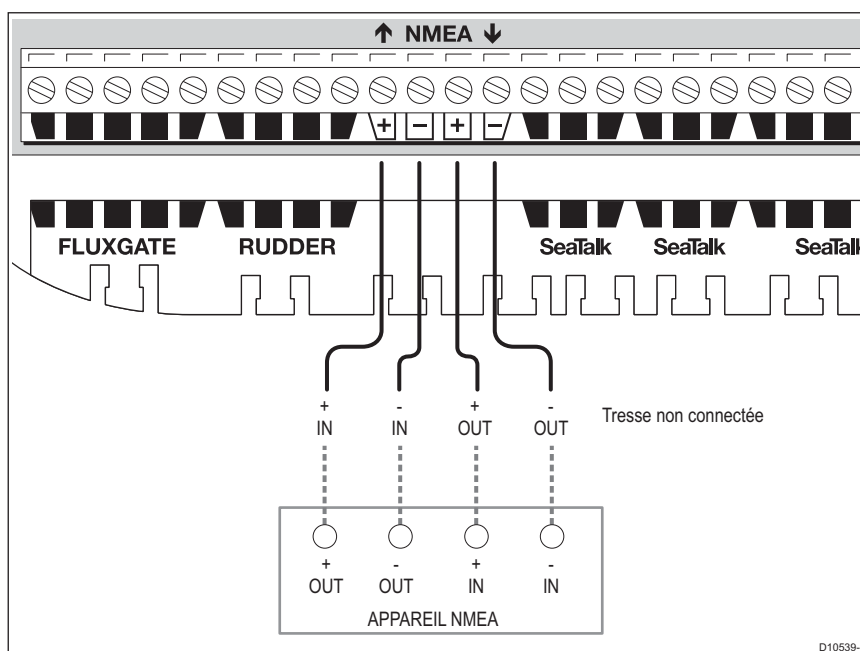 ↑ NMEA ↓
+ - + -
FLUXGATE RUDDER SeaTalk SeaTalk SeaTalk
+ - + -
IN IN OUT OUT
Tresse non connectée
+ - + -
OUT OUT IN IN
APPAREIL NMEA
D10539-